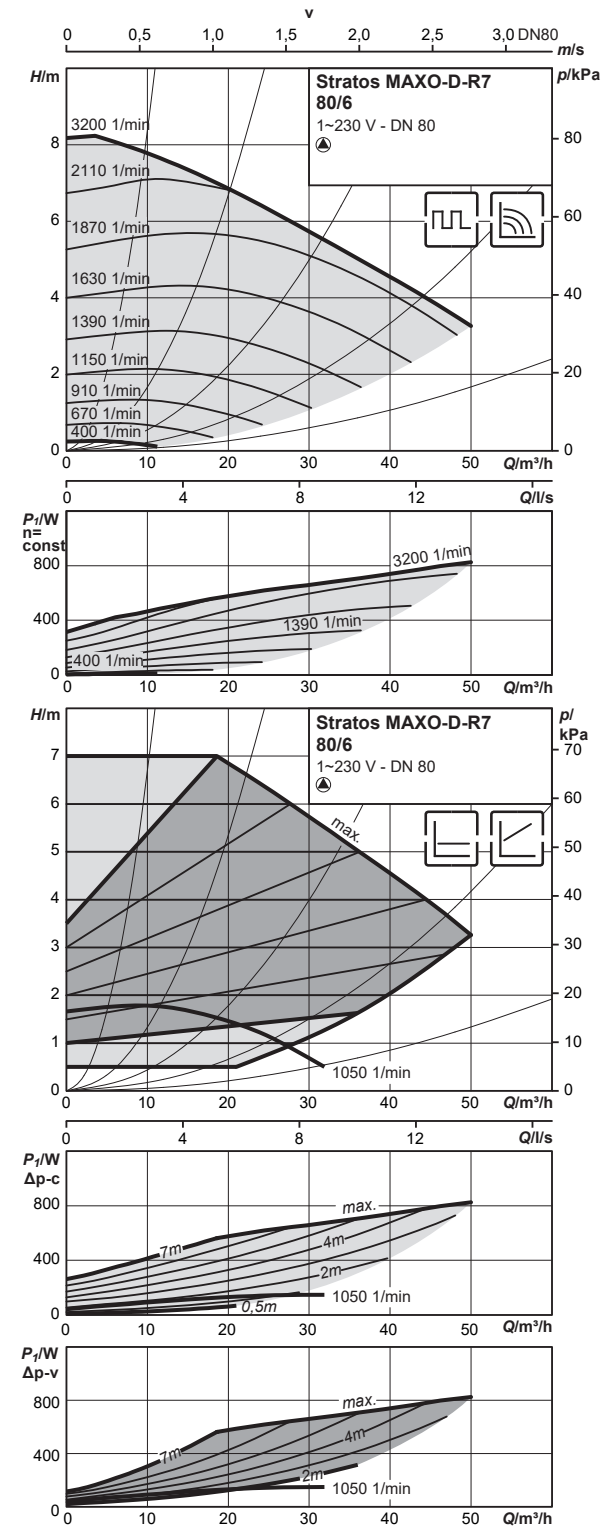 v
0 0,5 1,0 1,5 2,0 2,5 3,0 DN80
m/s
H/m
p/kPa
Stratos MAXO-D-R7
80/6
1~230 V - DN 80
3200 1/min
2110 1/min
1870 1/min
1630 1/min
1390 1/min
1150 1/min
910 1/min
670 1/min
400 1/min
8
6
4
2
0
80
60
40
20
0
0 10 20 30 40 50 Q/m³/h
0 4 8 12 Q/l/s
P1/W
n=
const
800
400
0
3200 1/min
1390 1/min
400 1/min
0 10 20 30 40 50 Q/m³/h
H/m
p/
kPa
Stratos MAXO-D-R7
80/6
1~230 V - DN 80
max.
7
6
5
4
3
2
1
0
70
60
50
40
30
20
10
0
1050 1/min
0 10 20 30 40 50 Q/m³/h
0 4 8 12 Q/l/s
P1/W
Δp-c
800
400
0
max.
7m
4m
2m
1050 1/min
0,5m
0 10 20 30 40 50 Q/m³/h
P1/W
Δp-v
800
400
0
max.
7m
4m
2m
1050 1/min
0 10 20 30 40 50 Q/m³/h